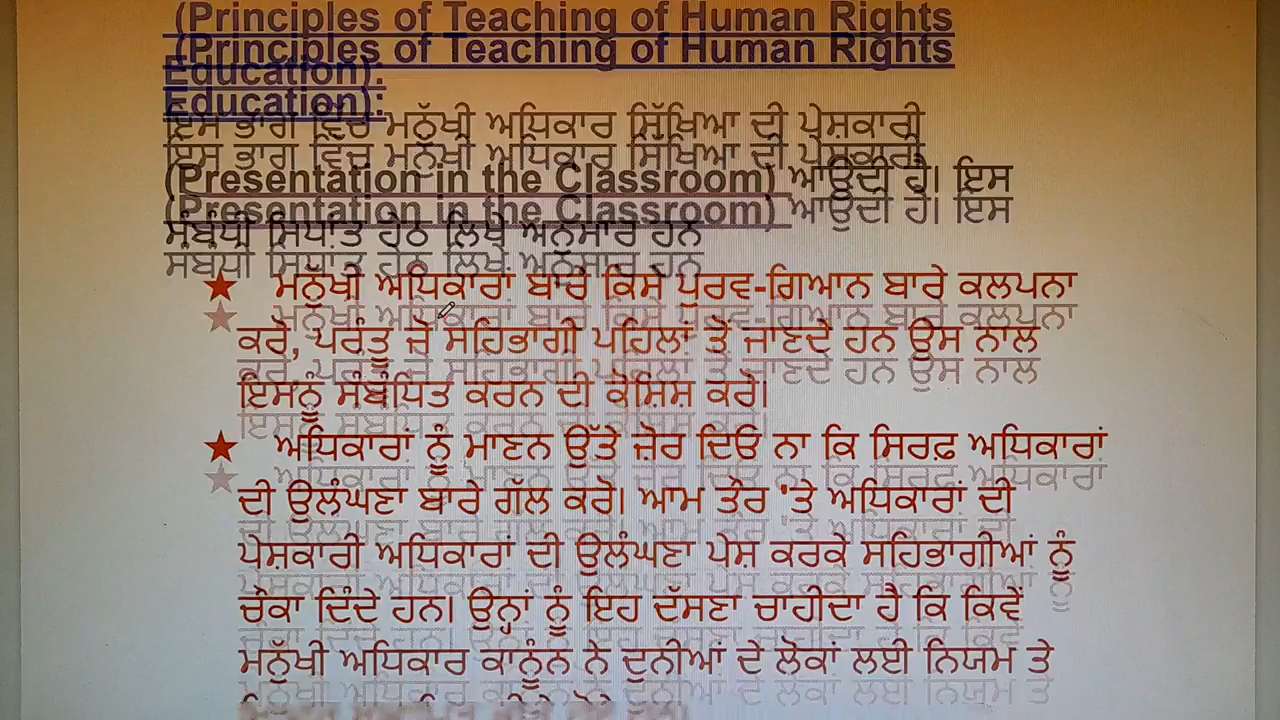 (Principles of Teaching of Human Rights
Education):
ਇਸ ਭਾਗ ਵਿੱਚ ਮਨੁੱਖੀ ਅਧਿਕਾਰ ਸਿੱਖਿਆ ਦੀ ਪੇਸ਼ਕਾਰੀ
(Presentation in the Classroom) ਆਉਂਦੀ ਹੈ। ਇਸ
ਸੰਬੰਧੀ ਸਿਧਾਂਤ ਹੇਠ ਲਿਖੇ ਅਨੁਸਾਰ ਹਨ
★ ਮਨੁੱਖੀ ਅਧਿਕਾਰਾਂ ਬਾਰੇ ਕਿਸੇ ਪੂਰਵ-ਗਿਆਨ ਬਾਰੇ ਕਲਪਨਾ
ਕਰੋ, ਪਰੰਤੂ ਜੋ ਸਹਿਭਾਗੀ ਪਹਿਲਾਂ ਤੋਂ ਜਾਣਦੇ ਹਨ ਉਸ ਨਾਲ
ਇਸਨੂੰ ਸੰਬੰਧਿਤ ਕਰਨ ਦੀ ਕੋਸਿਸ਼ ਕਰੋ।
★ ਅਧਿਕਾਰਾਂ ਨੂੰ ਮਾਣਨ ਉੱਤੇ ਜ਼ੋਰ ਦਿਓ ਨਾ ਕਿ ਸਿਰਫ਼ ਅਧਿਕਾਰਾਂ
ਦੀ ਉਲੰਘਣਾ ਬਾਰੇ ਗੱਲ ਕਰੋ। ਆਮ ਤੌਰ 'ਤੇ ਅਧਿਕਾਰਾਂ ਦੀ
ਪੇਸ਼ਕਾਰੀ ਅਧਿਕਾਰਾਂ ਦੀ ਉਲੰਘਣਾ ਪੇਸ਼ ਕਰਕੇ ਸਹਿਭਾਗੀਆਂ ਨੂੰ
ਚੌਕਾ ਦਿੰਦੇ ਹਨ। ਉਨ੍ਹਾਂ ਨੂੰ ਇਹ ਦੱਸਣਾ ਚਾਹੀਦਾ ਹੈ ਕਿ ਕਿਵੇਂ
ਮਨੁੱਖੀ ਅਧਿਕਾਰ ਕਾਨੂੰਨ ਨੇ ਦੁਨੀਆਂ ਦੇ ਲੋਕਾਂ ਲਈ ਨਿਯਮ ਤੇ